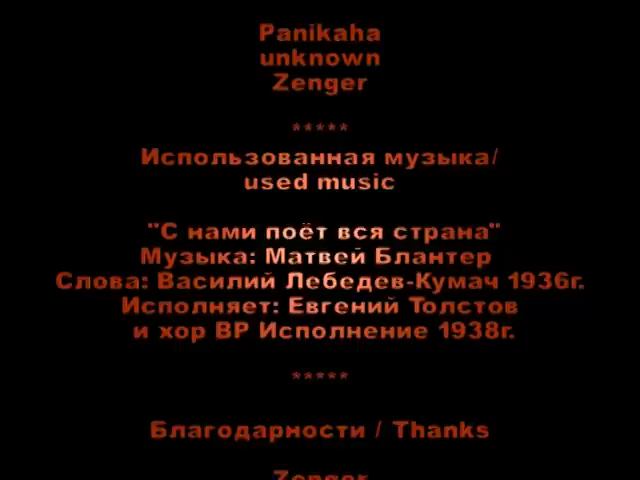 Panikaha
unknown
Zenger
*****
Использованная музыка/
used music
"С нами поёт вся страна"
Музыка: Матвей Блантер
Слова: Василий Лебедев-Кумач 1936г.
Исполняет: Евгений Толстов
и хор ВР Исполнение 1938г.
*****
Благодарности / Thanks
Zenger